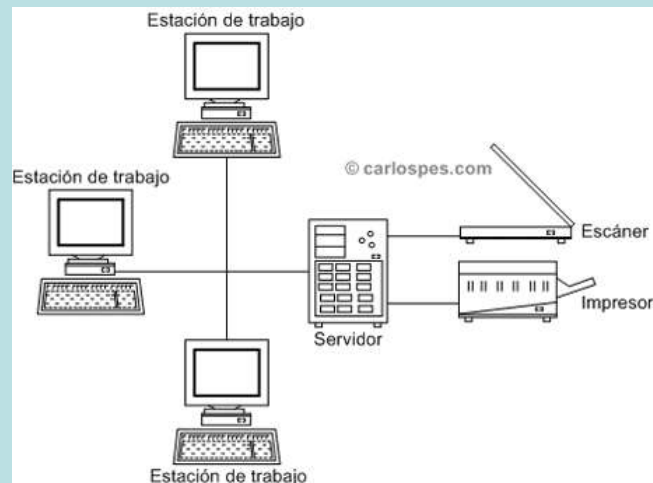 Estación de trabajo
© carlospes.com
Estación de trabajo
Escáner
Impresor
Servidor
Estación de trabajo